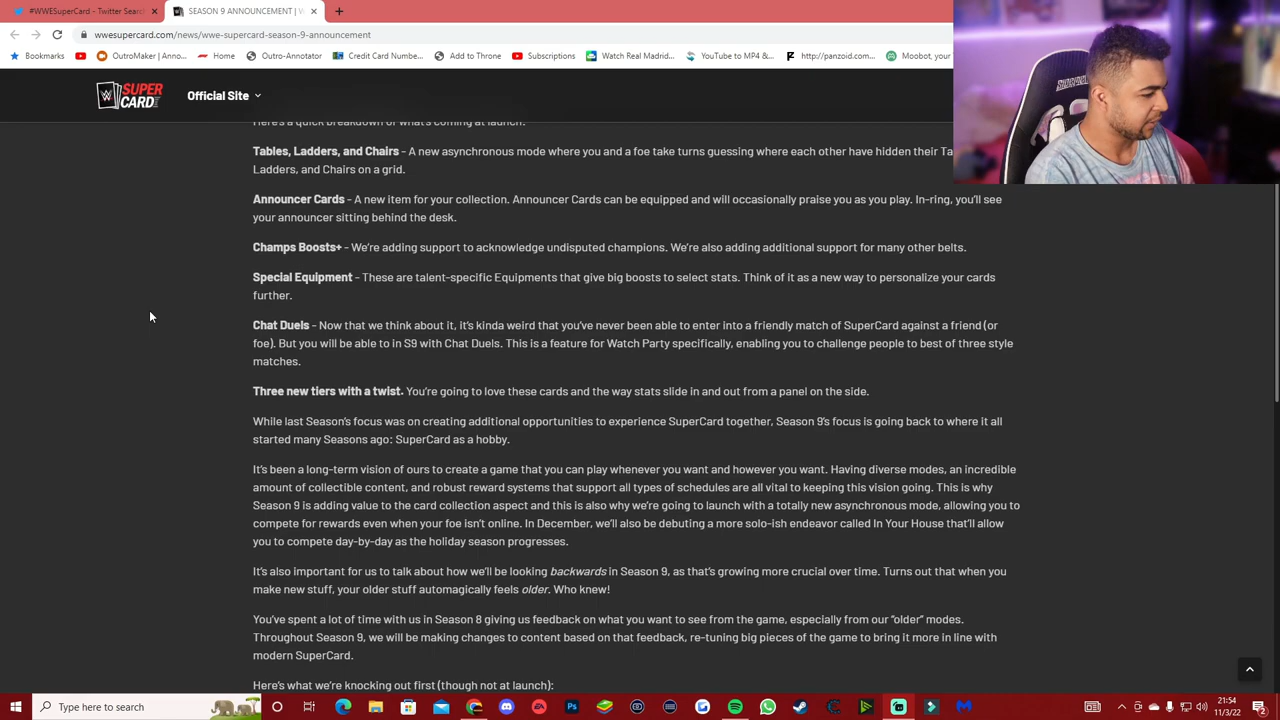 #WWESuperCard - Twitter Sear
SEASON 9 ANNOUNCEMENT | W
wwesupercard.com/news/wwe-supercard-season-9-announcement
Bookmarks
OutroMaker | Anno...
Home
Outro-Annotator
Credit Card Numbe...
Add to Throne
Subscriptions
Watch Real Madrid...
YouTube to MP4 &...
http://panzoid.com...
Moobot, your
SUPER
CARD
Official Site
Here's a quick breakdown of what's coming at launch:
Tables, Ladders, and Chairs - A new asynchronous mode where you and a foe take turns guessing where each other have hidden their Ta
Ladders, and Chairs on a grid.
Announcer Cards - A new item for your collection. Announcer Cards can be equipped and will occasionally praise you as you play. In-ring, you'll see
your announcer sitting behind the desk.
Champs Boosts+ - We're adding support to acknowledge undisputed champions. We're also adding additional support for many other belts.
Special Equipment - These are talent-specific Equipments that give big boosts to select stats. Think of it as a new way to personalize your cards
further.
Chat Duels - Now that we think about it, it's kinda weird that you've never been able to enter into a friendly match of SuperCard against a friend (or
foe). But you will be able to in S9 with Chat Duels. This is a feature for Watch Party specifically, enabling you to challenge people to best of three style
matches.
Three new tiers with a twist. You're going to love these cards and the way stats slide in and out from a panel on the side.
While last Season's focus was on creating additional opportunities to experience SuperCard together, Season 9's focus is going back to where it all
started many Seasons ago: SuperCard as a hobby.
It's been a long-term vision of ours to create a game that you can play whenever you want and however you want. Having diverse modes, an incredible
amount of collectible content, and robust reward systems that support all types of schedules are all vital to keeping this vision going. This is why
Season 9 is adding value to the card collection aspect and this is also why we're going to launch with a totally new asynchronous mode, allowing you to
compete for rewards even when your foe isn't online. In December, we'll also be debuting a more solo-ish endeavor called In Your House that'll allow
you to compete day-by-day as the holiday season progresses.
It's also important for us to talk about how we'll be looking backwards in Season 9, as that's growing more crucial over time. Turns out that when you
make new stuff, your older stuff automagically feels older. Who knew!
You've spent a lot of time with us in Season 8 giving us feedback on what you want to see from the game, especially from our "older" modes.
Throughout Season 9, we will be making changes to content based on that feedback, re-tuning big pieces of the game to bring it more in line with
modern SuperCard.
Here's what we're knocking out first (though not at launch):
Type here to search
21:54
11/3/22